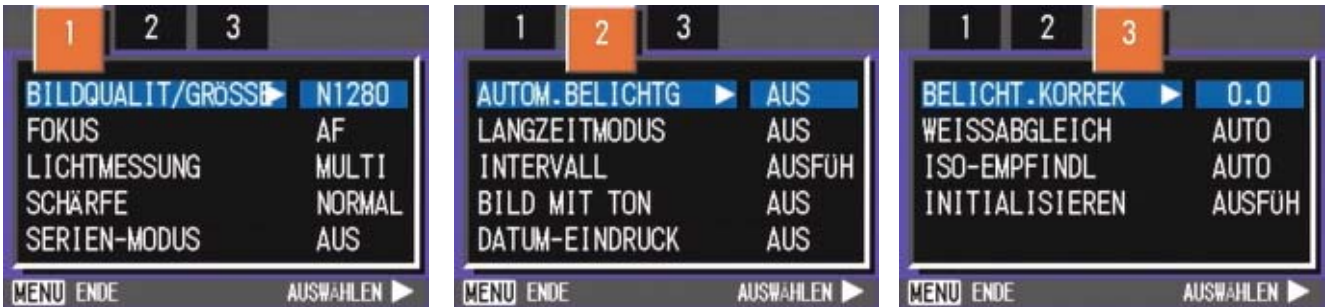 1 2 3
BILDQUALIT/GRÖSSE N1280
FOKUS AF
LICHTMESSUNG MULTI
SCHÄRFE NORMAL
SERIEN-MODUS AUS
MENU ENDE AUSWÄHLEN
1 2 3
AUTOM.BELICHTG AUS
LANGZEITMODUS AUS
INTERVALL AUSFÜH
BILD MIT TON AUS
DATUM-EINDRUCK AUS
MENU ENDE AUSWÄHLEN
1 2 3
BELICHT.KORREK 0.0
WEISSABGLEICH AUTO
ISO-EMPFINDL AUTO
INITIALISIEREN AUSFÜH
MENU ENDE AUSWÄHLEN